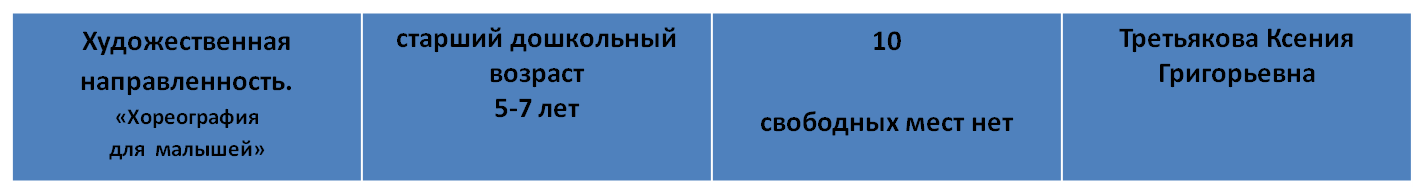 Художественная
направленность.
«Хореография
для малышей»
старший дошкольный
возраст
5-7 лет
10
свободных мест нет
Третьякова Ксения
Григорьевна